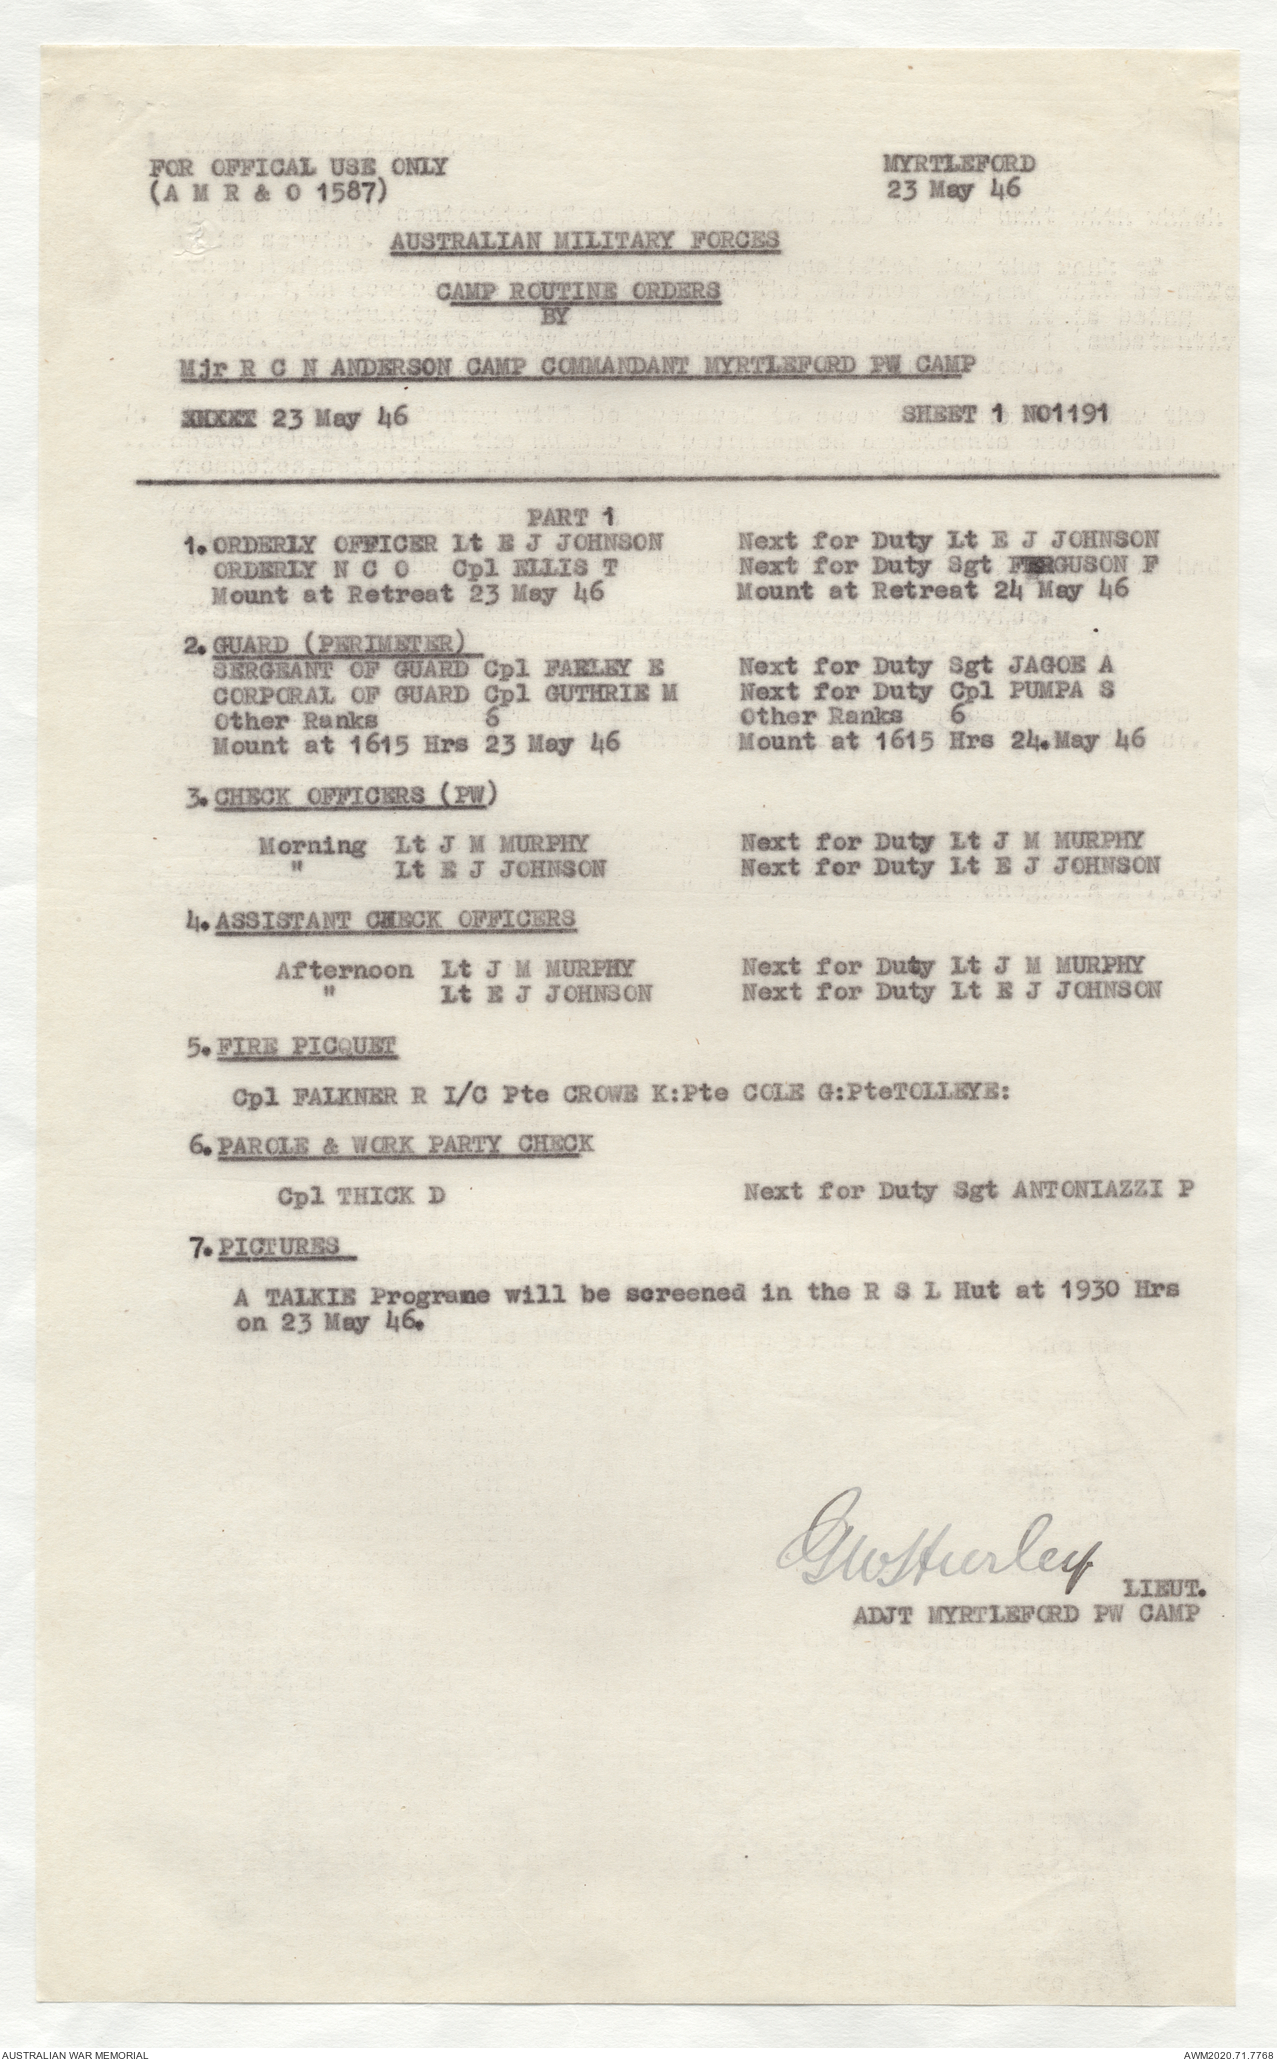 FOR OFFICAL USE ONLY MYRTLEFORD
(A M R & O 1587) 23 May 46
AUSTRALIAN MILITARY FORCES
CAMP ROUTINE ORDERS
BY
Mjr R C N ANDERSON CAMP COMMANDANT MYRTLEFORD PW CAMP
23 May 46 SHEET 1 NO1191
PART 1
1. ORDERLY OFFICER Lt E J JOHNSON Next for Duty Lt E J JOHNSON
ORDERLY N C O Cpl ELLIS T Next for Duty Sgt FERGUSON F
Mount at Retreat 23 May 46 Mount at Retreat 24 May 46
2. GUARD (PERIMETER)
SERGEANT OF GUARD Cpl FARLEY E Next for Duty Sgt JAGOE A
CORPORAL OF GUARD Cpl GUTHRIE M Next for Duty Cpl PUMPA S
Other Ranks 6 Other Ranks 6
Mount at 1615 Hrs 23 May 46 Mount at 1615 Hrs 24.May 46
3. CHECK OFFICERS (PW)
Morning Lt J M MURPHY Next for Duty Lt J M MURPHY
" Lt E J JOHNSON Next for Duty Lt E J JOHNSON
4. ASSISTANT CHECK OFFICERS
Afternoon Lt J M MURPHY Next for Duty Lt J M MURPHY
" Lt E J JOHNSON Next for Duty Lt E J JOHNSON
5. FIRE PICQUET
Cpl FALKNER R I/C Pte CROWE K:Pte COLE G:PteTOLLEYE:
6. PAROLE & WORK PARTY CHECK
Cpl THICK D Next for Duty Sgt ANTONIAZZI P
7. PICTURES
A TALKIE Programe will be screened in the R S L Hut at 1930 Hrs
on 23 May 46.
GWHurley LIEUT.
ADJT MYRTLEFORD PW CAMP
AUSTRALIAN WAR MEMORIAL AWM2020.71.7768